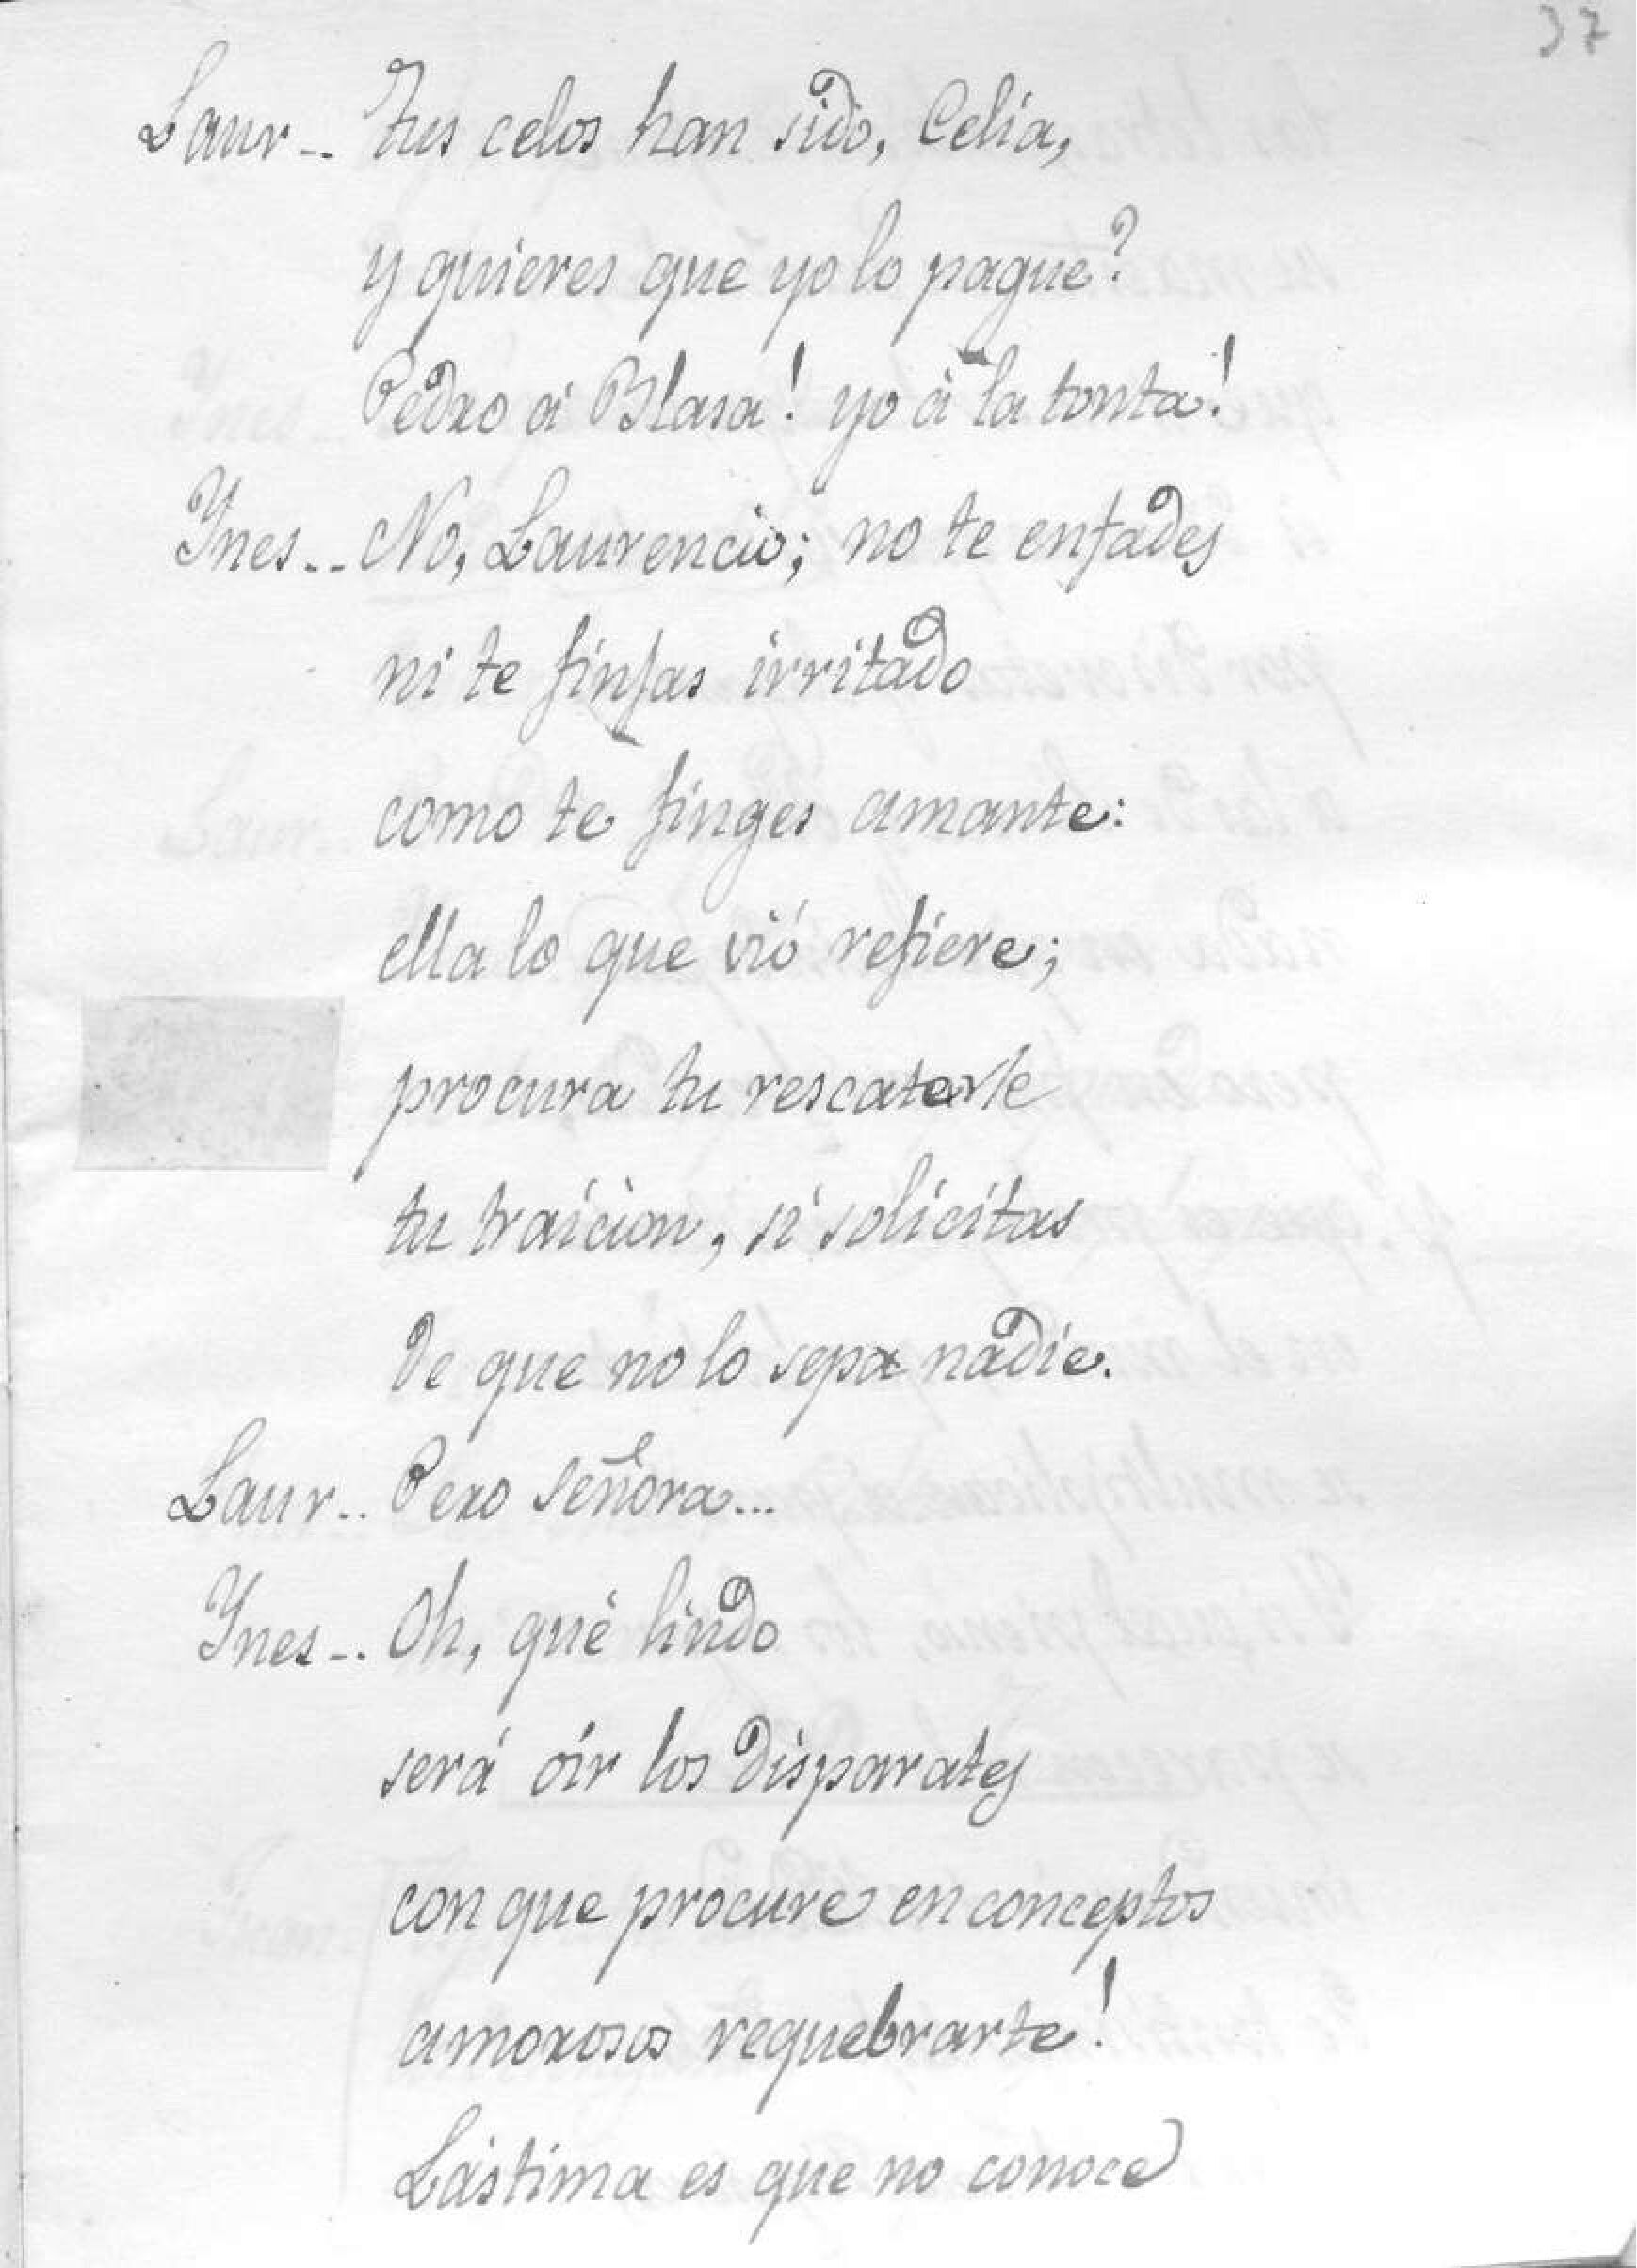 37
Laur.. Tus celos han sido, Celia,
y quieres que yo lo pague?
Pedro á Blasa! yo á la tonta!
Ynes.. No, Laurencio; no te enfades
ni te finjas irritado
como te finges amante:
ella lo que vió refiere;
procura tu rescatarle
tu traicion, si solicitas
de que no lo sepa nadie.
Laur.. Pero señora...
Ynes.. Oh, qué lindo
será oír los disparates
con que procure en conceptos
amorosos requebrarte!
Lástima es que no conoce